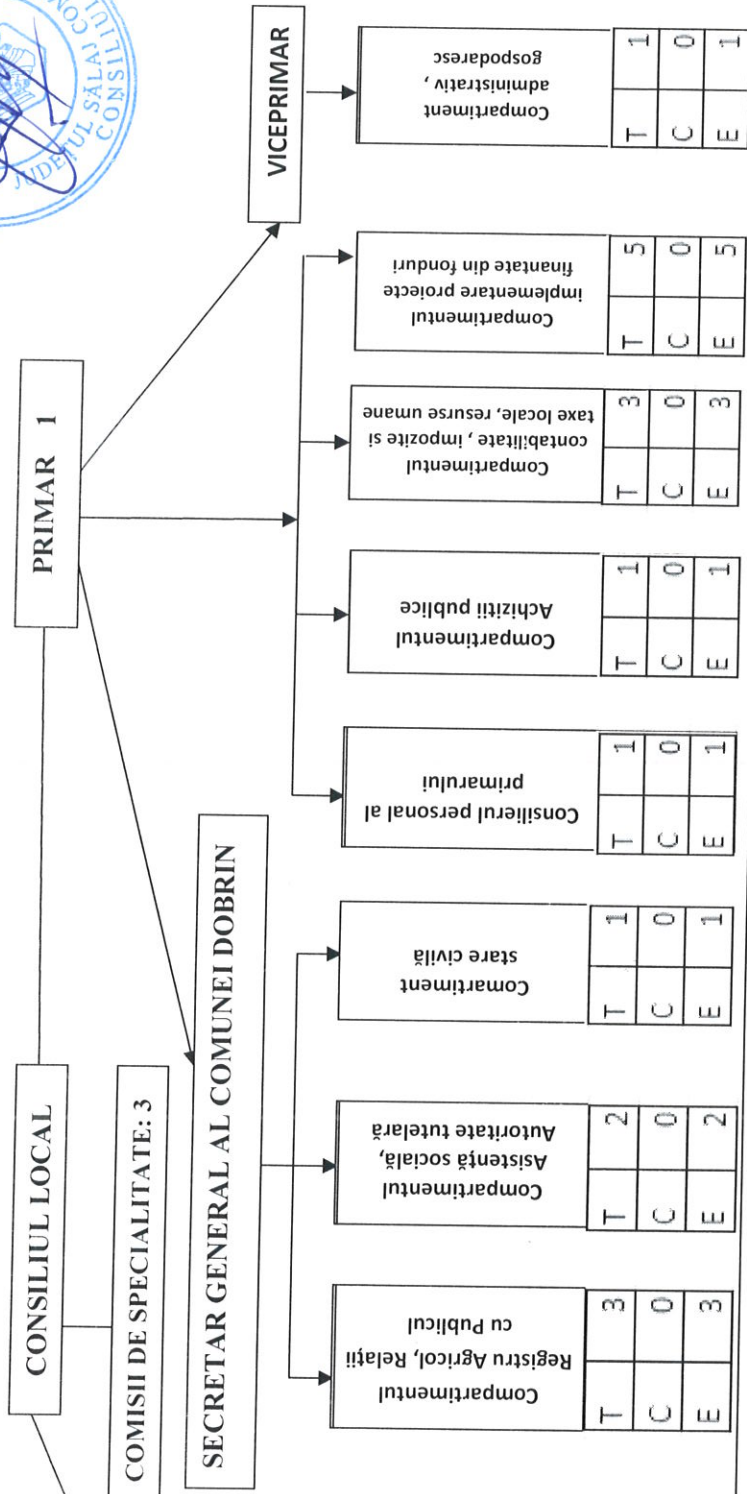 JUDEȚUL SĂLAJ COM
CONSILIUL
CONSILIUL LOCAL
PRIMAR 1
COMISII DE SPECIALITATE: 3
SECRETAR GENERAL AL COMUNEI DOBRIN
VICEPRIMAR
Compartimentul
Registru Agricol, Relații
cu Publicul
T 3
C 0
E 3
Compartimentul
Asistență socială,
Autoritate tutelară
T 2
C 0
E 2
Comartiment
stare civilă
T 1
C 0
E 1
Consilierul personal al
primarului
T 1
C 0
E 1
Compartimentul
Achizitii publice
T 1
C 0
E 1
Compartimentul
contabilitate , impozite si
taxe locale, resurse umane
T 3
C 0
E 3
Compartimentul
implementare proiecte
finantate din fonduri
T 5
C 0
E 5
Compartiment
administrativ ,
gospodaresc
T 1
C 0
E 1